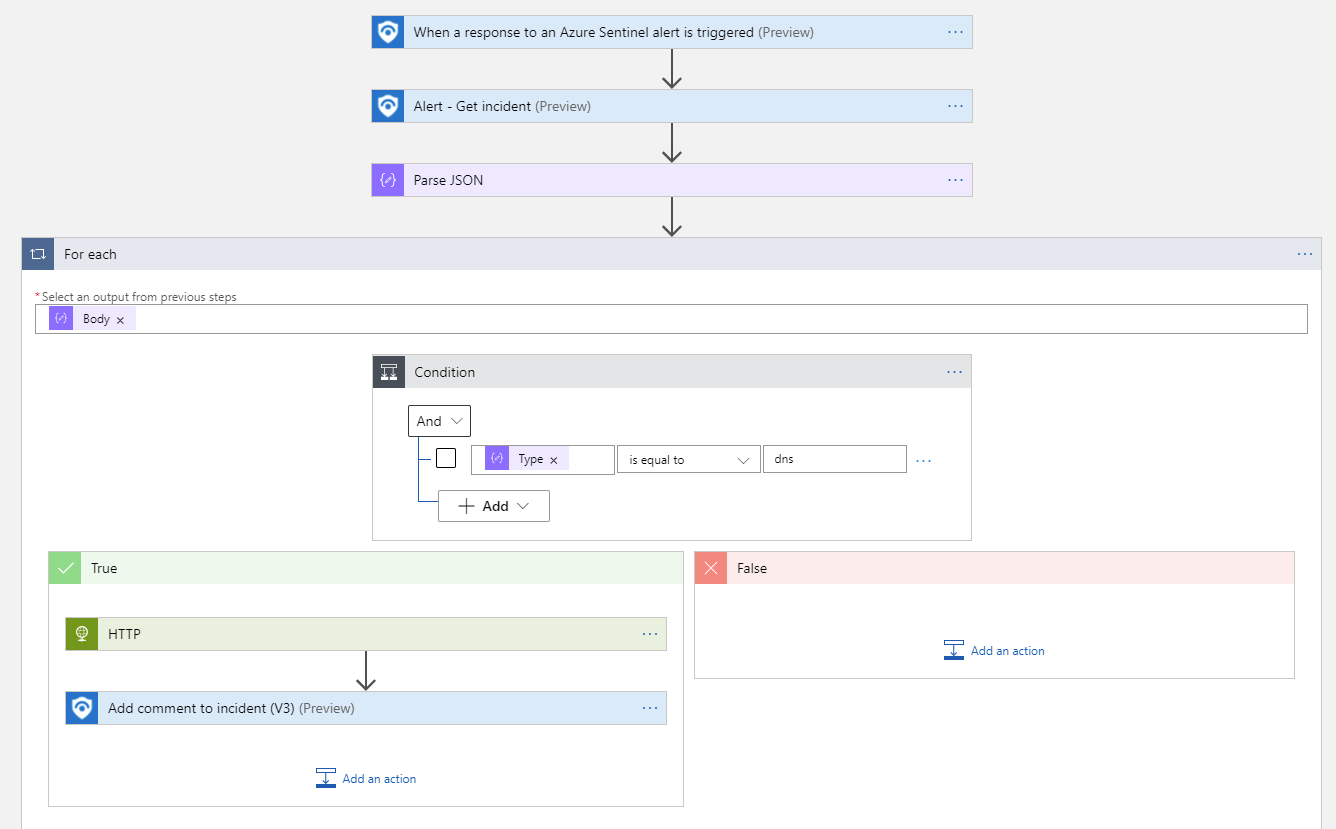 When a response to an Azure Sentinel alert is triggered (Preview)
Alert - Get incident (Preview)
Parse JSON
For each
* Select an output from previous steps
Body ×
Condition
And
Type × is equal to dns
Add
True
False
HTTP
Add an action
Add comment to incident (V3) (Preview)
Add an action